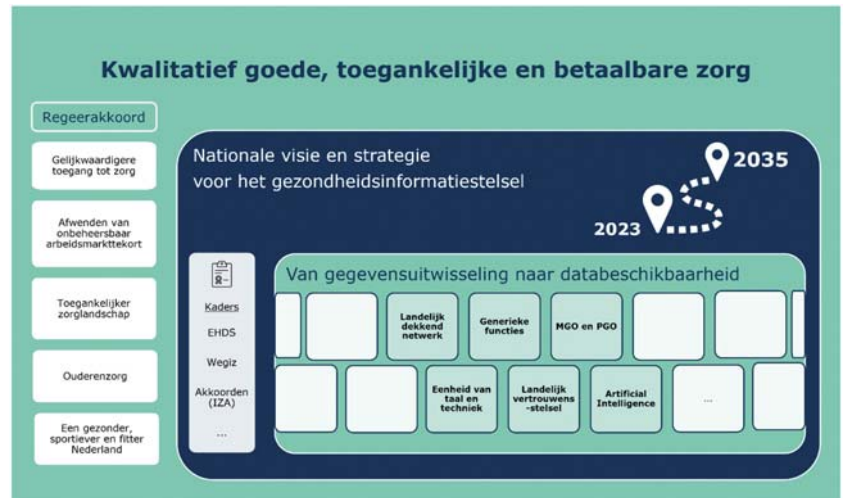 Kwalitatief goede, toegankelijke en betaalbare zorg
Regeerakkoord
Gelijkwaardigere
toegang tot zorg
Afwenden van
onbeheersbaar
arbeidsmarkttekort
Toegankelijker
zorglandschap
Ouderenzorg
Een gezonder,
sportiever en fitter
Nederland
Nationale visie en strategie
voor het gezondheidsinformatiestelsel
2035
2023
Kaders
EHDS
Wegiz
Akkoorden
(IZA)
...
Van gegevensuitwisseling naar databeschikbaarheid
Landelijk
dekkend
netwerk
Generieke
functies
MGO en PGO
Eenheid van
taal en
techniek
Landelijk
vertrouwens
-stelsel
Artificial
Intelligence
...